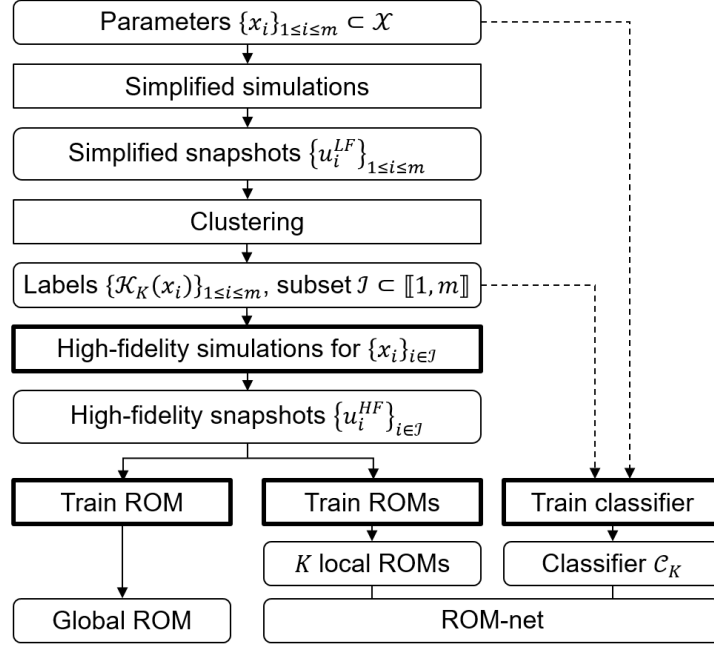 Parameters {x_i}_{1≤i≤m} ⊂ 𝒳
Simplified simulations
Simplified snapshots {u_i^{LF}}_{1≤i≤m}
Clustering
Labels {𝒦_K(x_i)}_{1≤i≤m}, subset ℐ ⊂ ⟦1, m⟧
High-fidelity simulations for {x_i}_{i∈ℐ}
High-fidelity snapshots {u_i^{HF}}_{i∈ℐ}
Train ROM
Train ROMs
Train classifier
K local ROMs
Classifier 𝒞_K
Global ROM
ROM-net